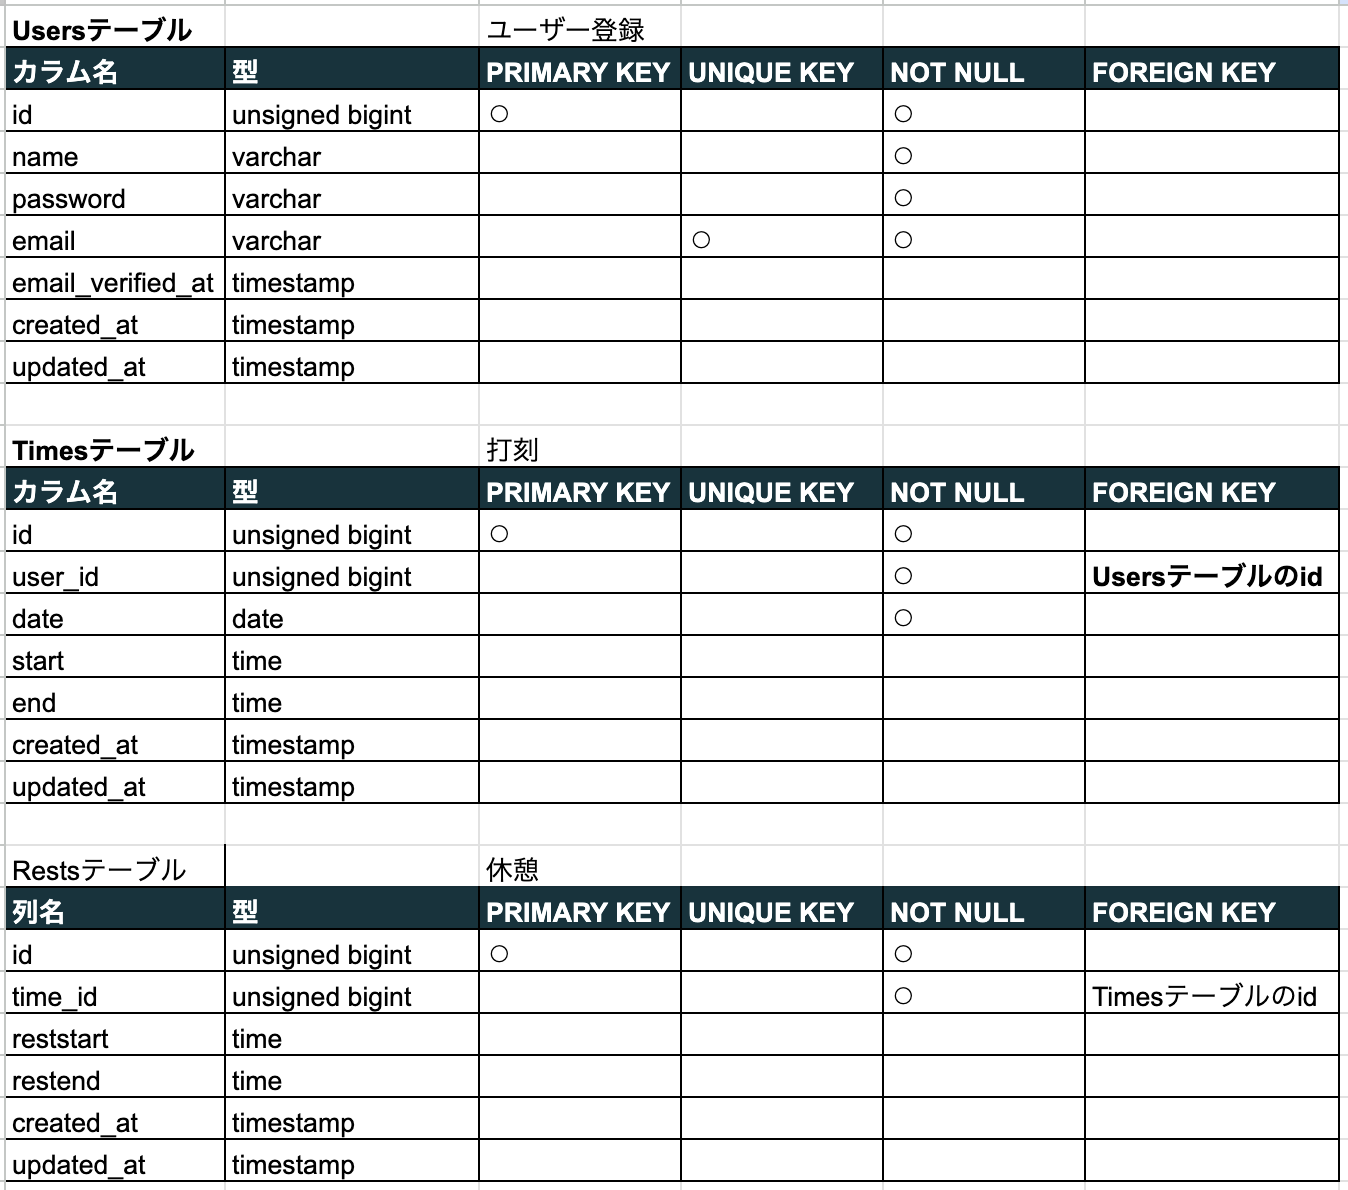 Usersテーブル ユーザー登録
カラム名 型 PRIMARY KEY UNIQUE KEY NOT NULL FOREIGN KEY
id unsigned bigint ○ ○
name varchar ○
password varchar ○
email varchar ○ ○
email_verified_at timestamp
created_at timestamp
updated_at timestamp
Timesテーブル 打刻
カラム名 型 PRIMARY KEY UNIQUE KEY NOT NULL FOREIGN KEY
id unsigned bigint ○ ○
user_id unsigned bigint ○ Usersテーブルのid
date date ○
start time
end time
created_at timestamp
updated_at timestamp
Restsテーブル 休憩
列名 型 PRIMARY KEY UNIQUE KEY NOT NULL FOREIGN KEY
id unsigned bigint ○ ○
time_id unsigned bigint ○ Timesテーブルのid
reststart time
restend time
created_at timestamp
updated_at timestamp